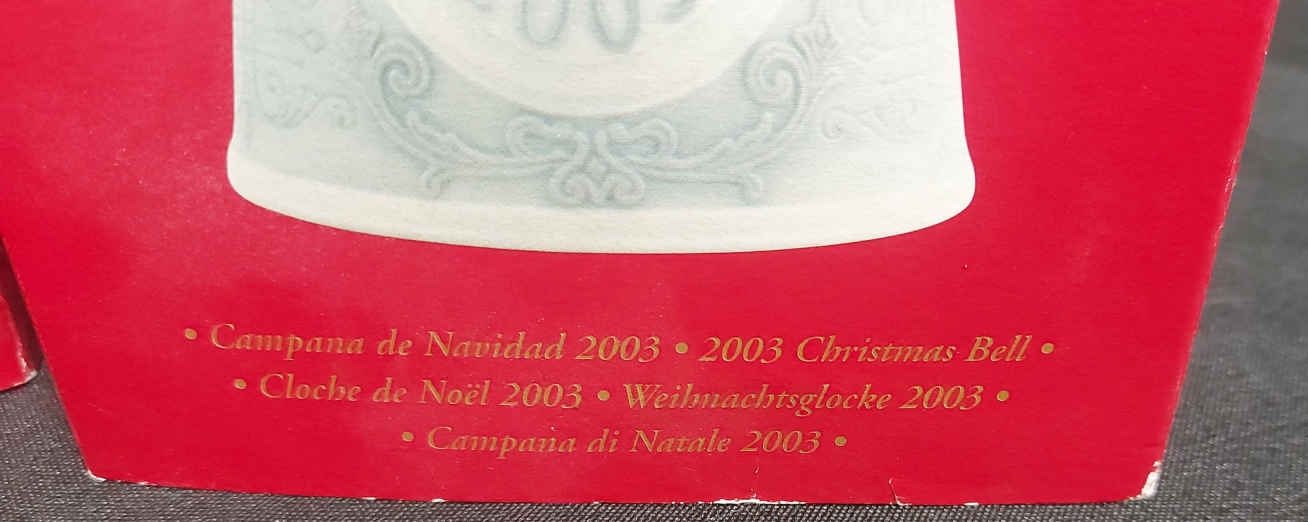 • Campana de Navidad 2003 • 2003 Christmas Bell •
• Cloche de Noël 2003 • Weihnachtsglocke 2003 •
• Campana di Natale 2003 •